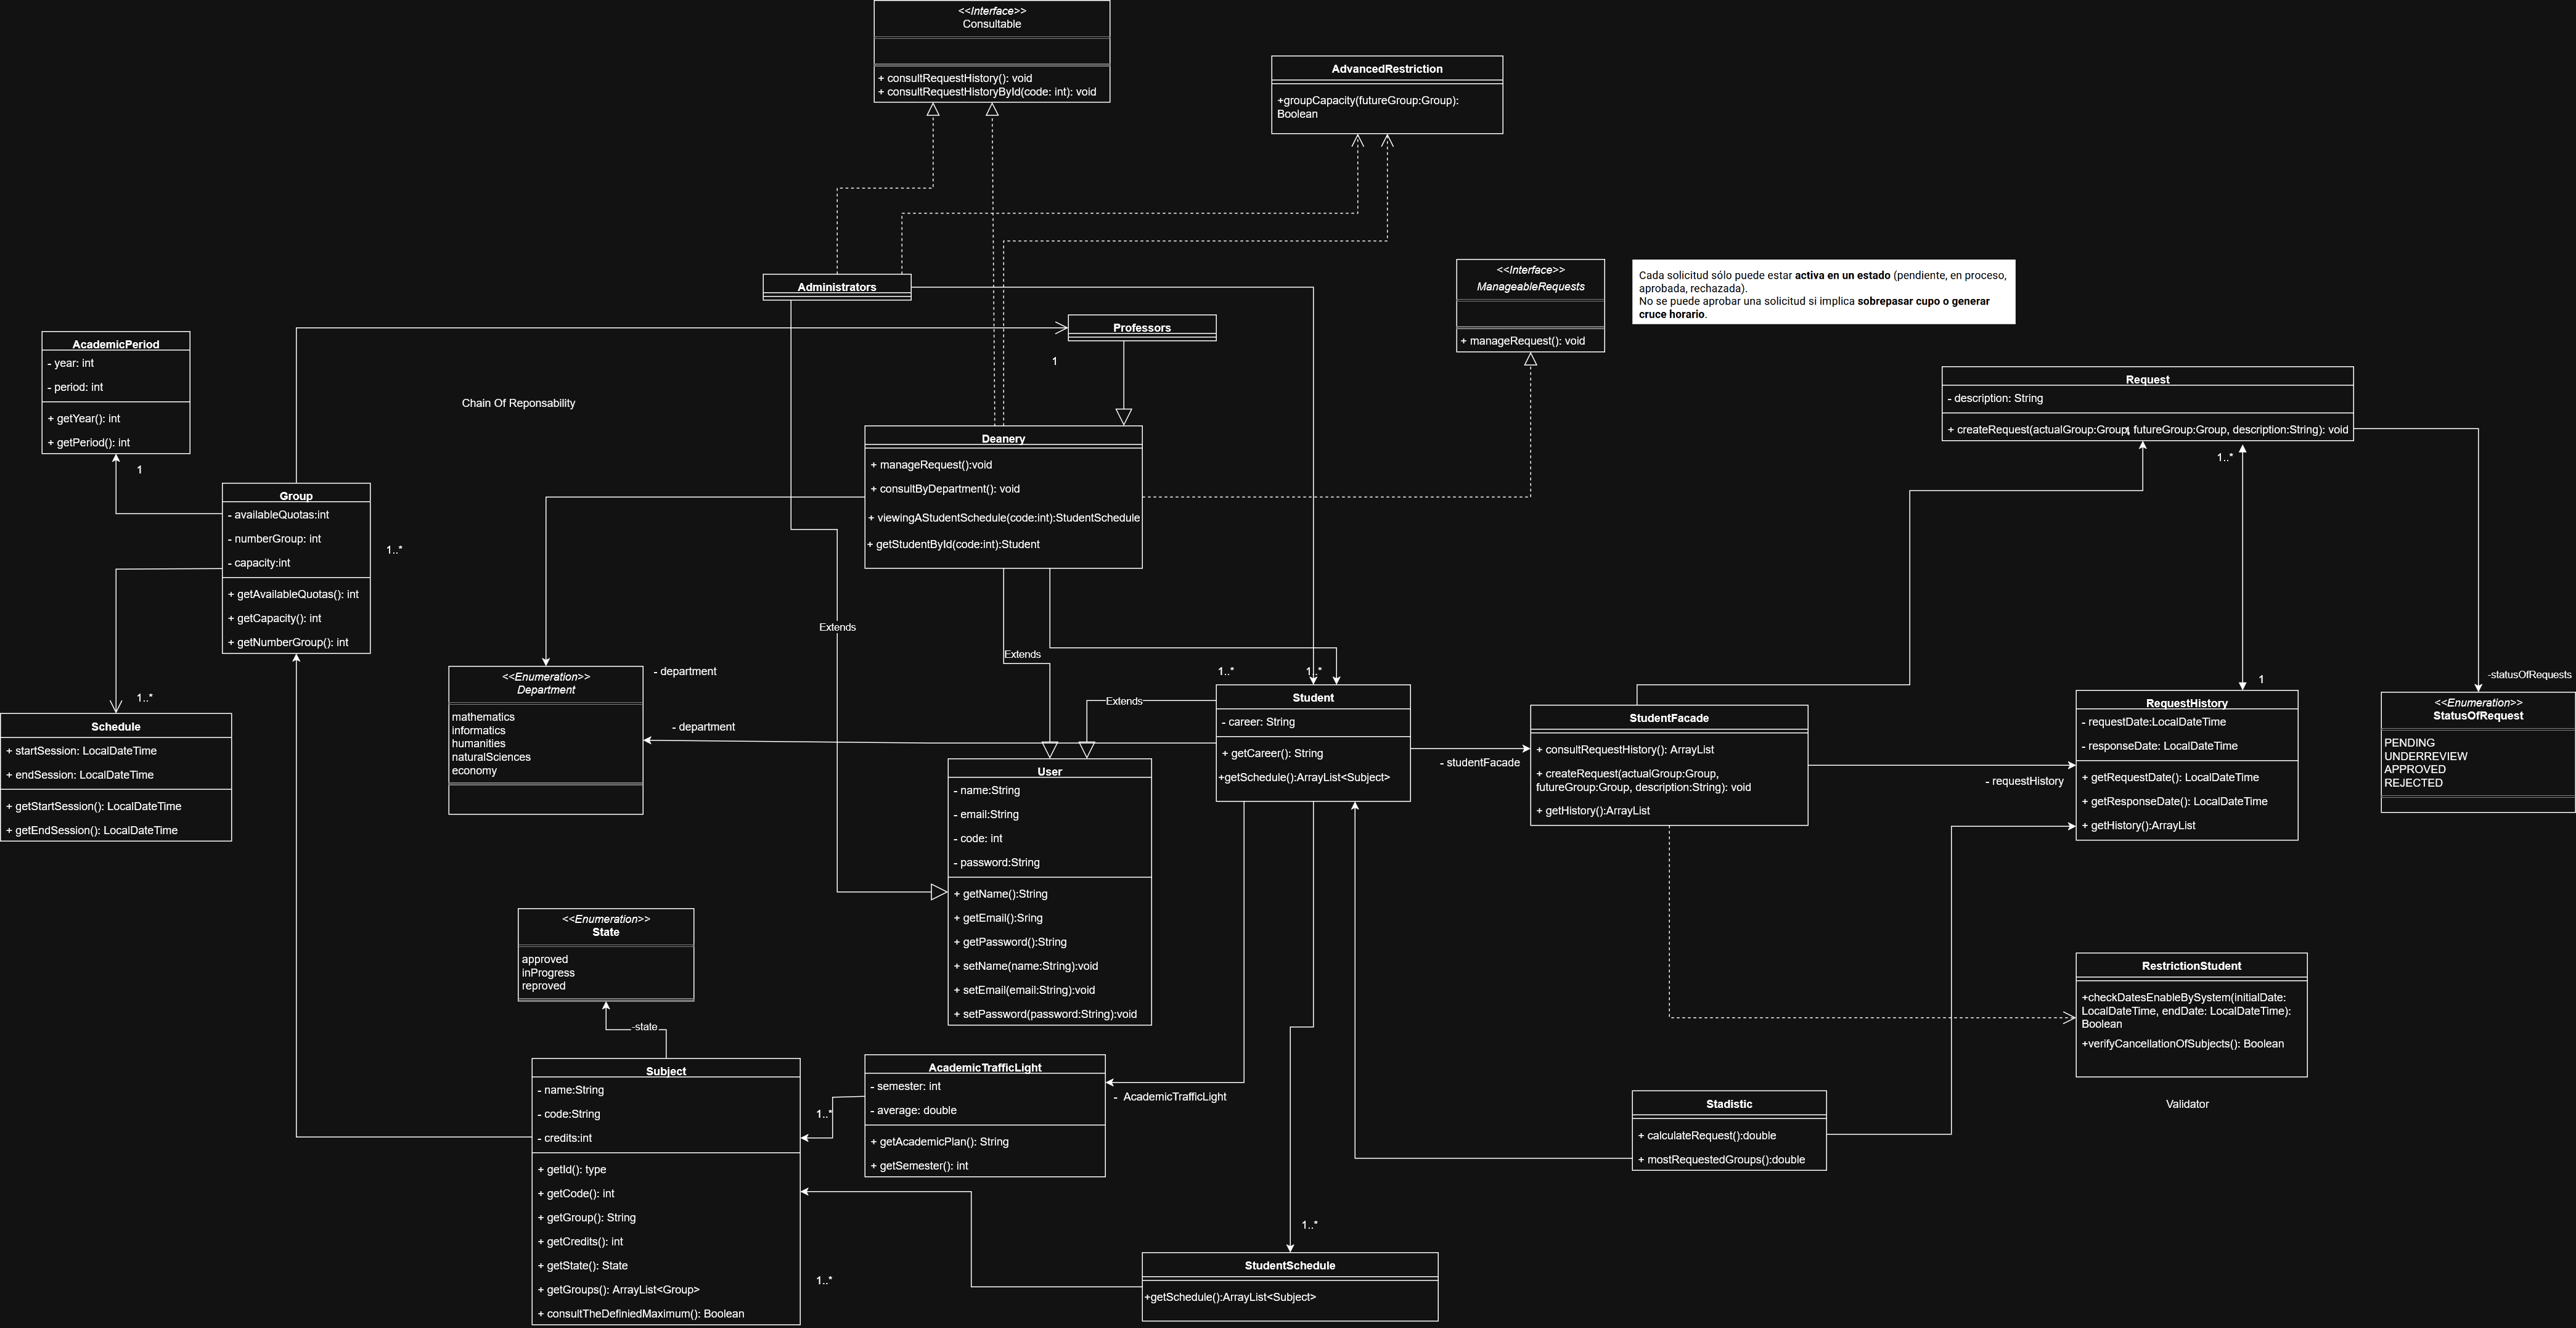 <<Interface>>
Consultable
+ consultRequestHistory(): void
+ consultRequestHistoryById(code: int): void
AdvancedRestriction
+groupCapacity(futureGroup:Group):
Boolean
Administrators
<<Interface>>
ManageableRequests
+ manageRequest(): void
Cada solicitud sólo puede estar activa en un estado (pendiente, en proceso,
aprobada, rechazada).
No se puede aprobar una solicitud si implica sobrepasar cupo o generar
cruce horario.
Professors
1
AcademicPeriod
- year: int
- period: int
+ getYear(): int
+ getPeriod(): int
1
Chain Of Reponsability
Request
- description: String
+ createRequest(actualGroup:Group, futureGroup:Group, description:String): void
1..*
Deanery
+ manageRequest():void
+ consultByDepartment(): void
+ viewingAStudentSchedule(code:int):StudentSchedule
+ getStudentById(code:int):Student
Group
- availableQuotas:int
- numberGroup: int
- capacity:int
+ getAvailableQuotas(): int
+ getCapacity(): int
+ getNumberGroup(): int
1..*
Extends
Extends
1..*
1..*
1
-statusOfRequests
<<Enumeration>>
Department
mathematics
informatics
humanities
naturalSciences
economy
- department
- department
1..*
Schedule
+ startSession: LocalDateTime
+ endSession: LocalDateTime
+ getStartSession(): LocalDateTime
+ getEndSession(): LocalDateTime
Extends
Student
- career: String
+ getCareer(): String
+getSchedule():ArrayList<Subject>
- studentFacade
StudentFacade
+ consultRequestHistory(): ArrayList
+ createRequest(actualGroup:Group,
futureGroup:Group, description:String): void
+ getHistory():ArrayList
- requestHistory
RequestHistory
- requestDate:LocalDateTime
- responseDate: LocalDateTime
+ getRequestDate(): LocalDateTime
+ getResponseDate(): LocalDateTime
+ getHistory():ArrayList
<<Enumeration>>
StatusOfRequest
PENDING
UNDERREVIEW
APPROVED
REJECTED
User
- name:String
- email:String
- code: int
- password:String
+ getName():String
+ getEmail():Sring
+ getPassword():String
+ setName(name:String):void
+ setEmail(email:String):void
+ setPassword(password:String):void
<<Enumeration>>
State
approved
inProgress
reproved
-state
RestrictionStudent
+checkDatesEnableBySystem(initialDate:
LocalDateTime, endDate: LocalDateTime):
Boolean
+verifyCancellationOfSubjects(): Boolean
Validator
Subject
- name:String
- code:String
- credits:int
+ getId(): type
+ getCode(): int
+ getGroup(): String
+ getCredits(): int
+ getState(): State
+ getGroups(): ArrayList<Group>
+ consultTheDefiniedMaximum(): Boolean
1..*
1..*
AcademicTrafficLight
- semester: int
- average: double
+ getAcademicPlan(): String
+ getSemester(): int
- AcademicTrafficLight
Stadistic
+ calculateRequest():double
+ mostRequestedGroups():double
1..*
StudentSchedule
+getSchedule():ArrayList<Subject>